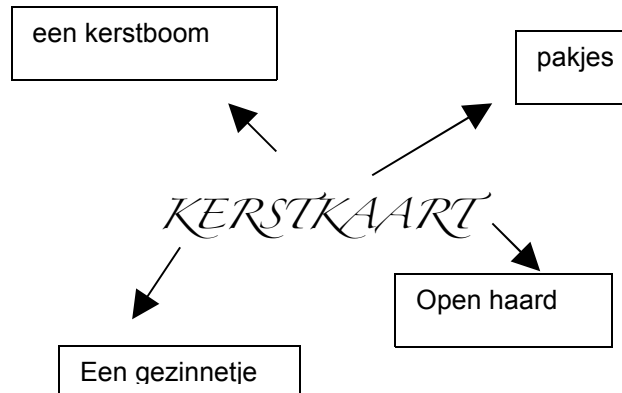 een kerstboom
pakjes
KERSTKAART
Open haard
Een gezinnetje